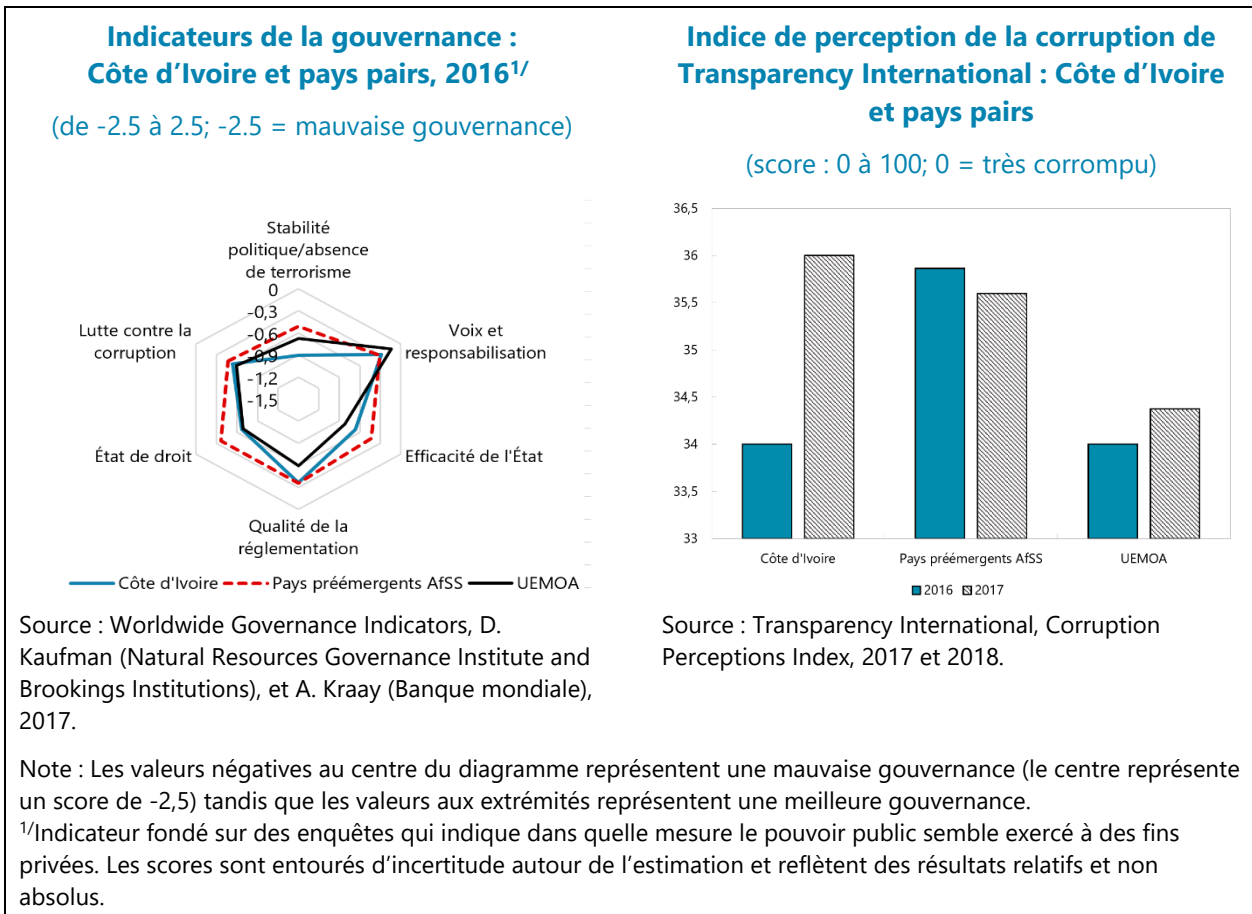 Indicateurs de la gouvernance :
Côte d'Ivoire et pays pairs, 2016¹/
(de -2.5 à 2.5; -2.5 = mauvaise gouvernance)
Stabilité
politique/absence
de terrorisme
0
-0,3
-0,6
-0,9
-1,2
-1,5
Voix et
responsabilisation
Efficacité de l'État
Qualité de la
réglementation
État de droit
Lutte contre la
corruption
Côte d'Ivoire
Pays préémergents AfSS
UEMOA
Source : Worldwide Governance Indicators, D.
Kaufman (Natural Resources Governance Institute and
Brookings Institutions), et A. Kraay (Banque mondiale),
2017.
Indice de perception de la corruption de
Transparency International : Côte d'Ivoire
et pays pairs
(score : 0 à 100; 0 = très corrompu)
36,5
36
35,5
35
34,5
34
33,5
33
Côte d'Ivoire
Pays préémergents AfSS
UEMOA
2016
2017
Source : Transparency International, Corruption
Perceptions Index, 2017 et 2018.
Note : Les valeurs négatives au centre du diagramme représentent une mauvaise gouvernance (le centre représente
un score de -2,5) tandis que les valeurs aux extrémités représentent une meilleure gouvernance.
¹/Indicateur fondé sur des enquêtes qui indique dans quelle mesure le pouvoir public semble exercé à des fins
privées. Les scores sont entourés d'incertitude autour de l'estimation et reflètent des résultats relatifs et non
absolus.